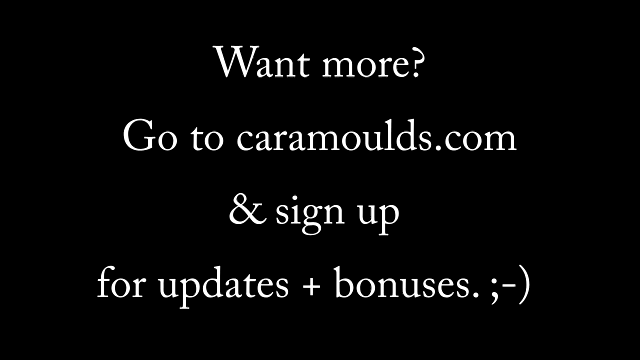 Want more?
Go to caramoulds.com
& sign up
for updates + bonuses. ;-)